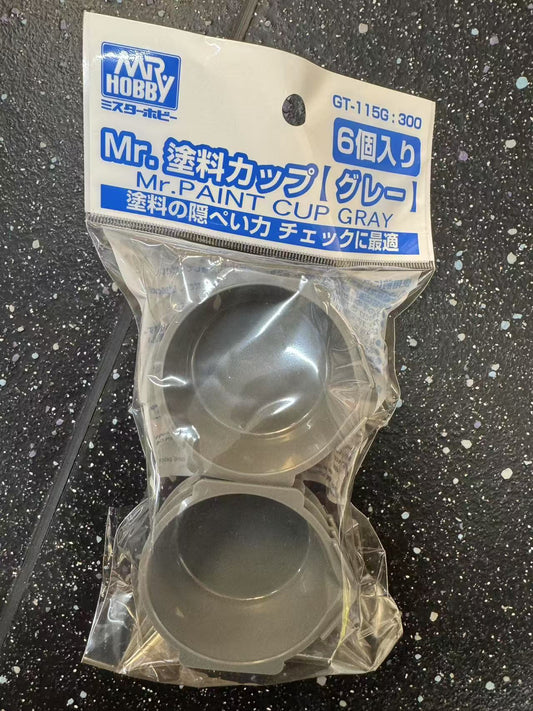 MR
HOBBY
ミスターホビー
GT-115G:300
6個入り
Mr. 塗料カップ【グレー】
Mr.PAINT CUP GRAY
塗料の隠ぺい力 チェックに最適